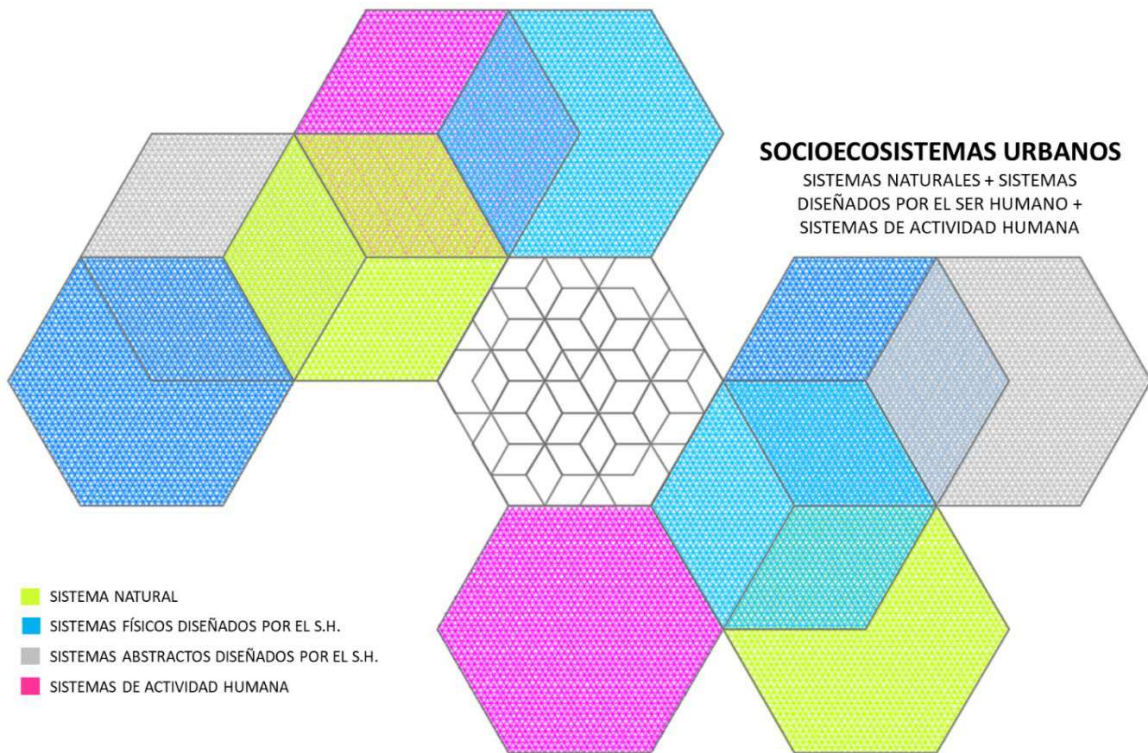 SOCIOECOSISTEMAS URBANOS
SISTEMAS NATURALES + SISTEMAS
DISEÑADOS POR EL SER HUMANO +
SISTEMAS DE ACTIVIDAD HUMANA
SISTEMA NATURAL
SISTEMAS FÍSICOS DISEÑADOS POR EL S.H.
SISTEMAS ABSTRACTOS DISEÑADOS POR EL S.H.
SISTEMAS DE ACTIVIDAD HUMANA